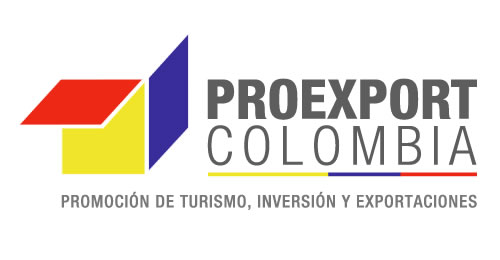 PROEXPORT
COLOMBIA
PROMOCIÓN DE TURISMO, INVERSIÓN Y EXPORTACIONES